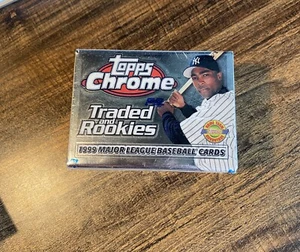 Topps
Chrome
Traded
and
Rookies
1999 MAJOR LEAGUE BASEBALL CARDS